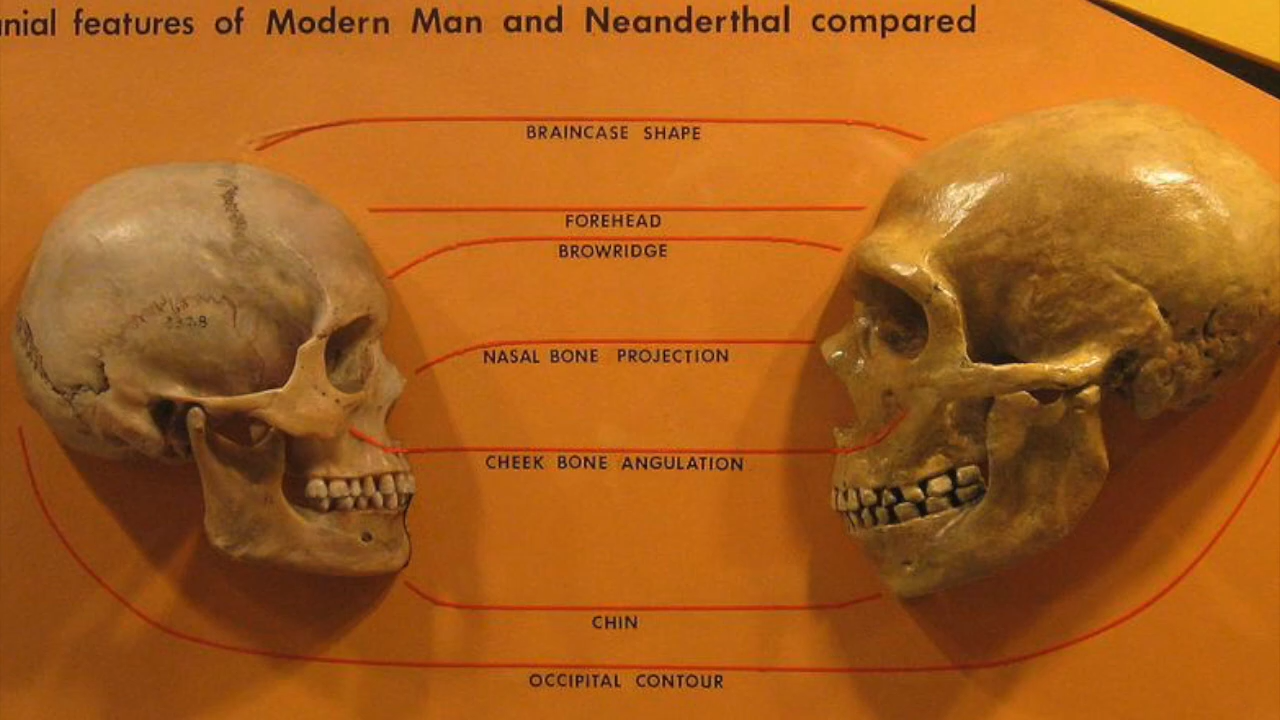 nial features of Modern Man and Neanderthal compared
BRAINCASE SHAPE
FOREHEAD
BROWRIDGE
NASAL BONE PROJECTION
CHEEK BONE ANGULATION
CHIN
OCCIPITAL CONTOUR